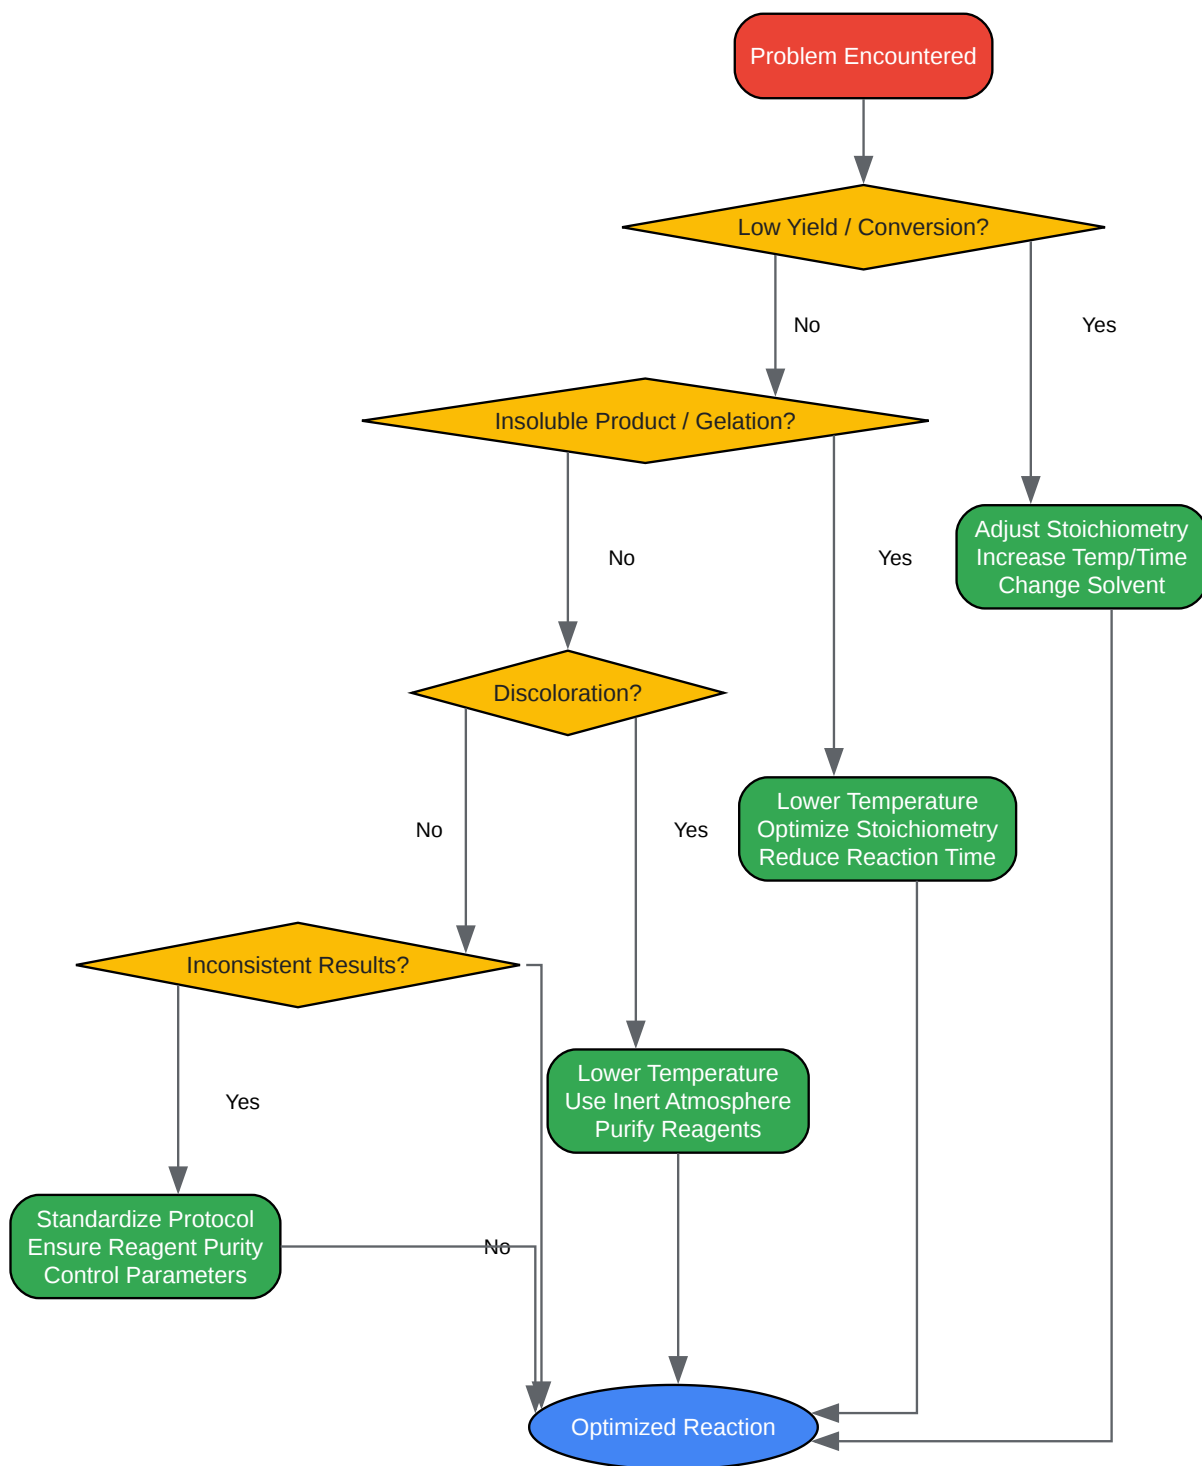 Problem Encountered
Low Yield / Conversion?
No
Yes
Insoluble Product / Gelation?
Adjust Stoichiometry
Increase Temp/Time
Change Solvent
No
Yes
Discoloration?
Lower Temperature
Optimize Stoichiometry
Reduce Reaction Time
No
Yes
Inconsistent Results?
Lower Temperature
Use Inert Atmosphere
Purify Reagents
Yes
Standardize Protocol
Ensure Reagent Purity
Control Parameters
No
Optimized Reaction